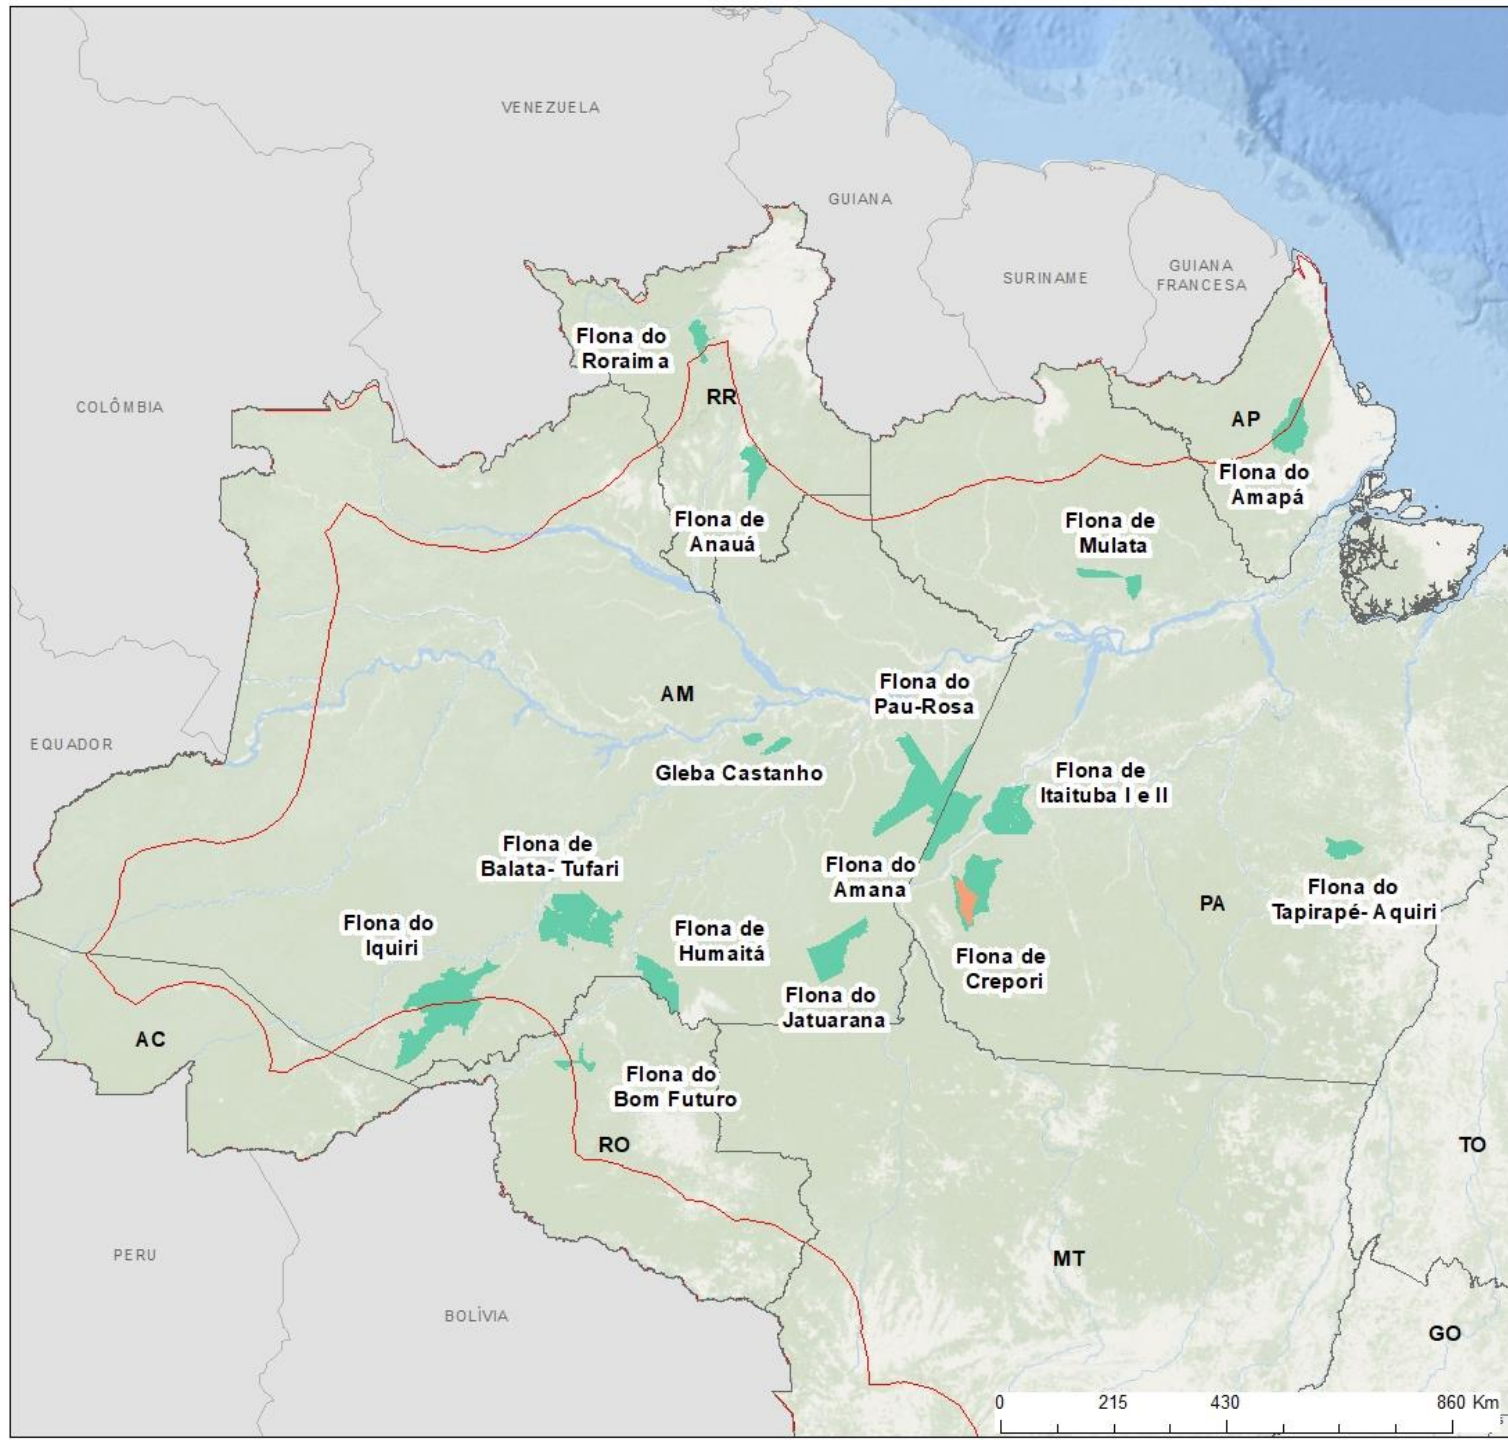 VENEZUELA
GUIANA
SURINAME
GUIANA
FRANCESA
Flona do
Roraima
RR
COLÔMBIA
AP
Flona do
Amapá
Flona de
Anauá
Flona de
Mulata
AM
Flona do
Pau-Rosa
EQUADOR
Gleba Castanho
Flona de
Itaituba I e II
Flona de
Balata- Tufari
Flona do
Amana
Flona do
Tapirapé- Aquiri
PA
Flona do
Iquiri
Flona de
Humaitá
Flona de
Crepori
Flona do
Jatuarana
AC
Flona do
Bom Futuro
RO
TO
PERU
MT
BOLÌVIA
GO
0 215 430 860 Km